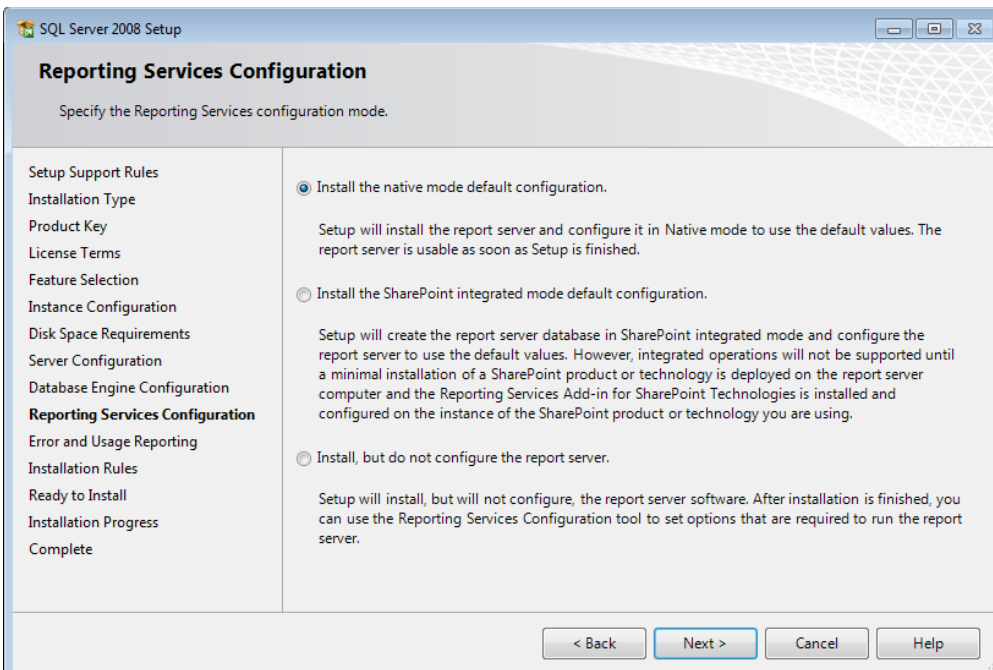 SQL Server 2008 Setup
Reporting Services Configuration
Specify the Reporting Services configuration mode.
Setup Support Rules
Installation Type
Product Key
License Terms
Feature Selection
Instance Configuration
Disk Space Requirements
Server Configuration
Database Engine Configuration
Reporting Services Configuration
Error and Usage Reporting
Installation Rules
Ready to Install
Installation Progress
Complete
Install the native mode default configuration.
Setup will install the report server and configure it in Native mode to use the default values. The
report server is usable as soon as Setup is finished.
Install the SharePoint integrated mode default configuration.
Setup will create the report server database in SharePoint integrated mode and configure the
report server to use the default values. However, integrated operations will not be supported until
a minimal installation of a SharePoint product or technology is deployed on the report server
computer and the Reporting Services Add-in for SharePoint Technologies is installed and
configured on the instance of the SharePoint product or technology you are using.
Install, but do not configure the report server.
Setup will install, but will not configure, the report server software. After installation is finished, you
can use the Reporting Services Configuration tool to set options that are required to run the report
server.
< Back
Next >
Cancel
Help